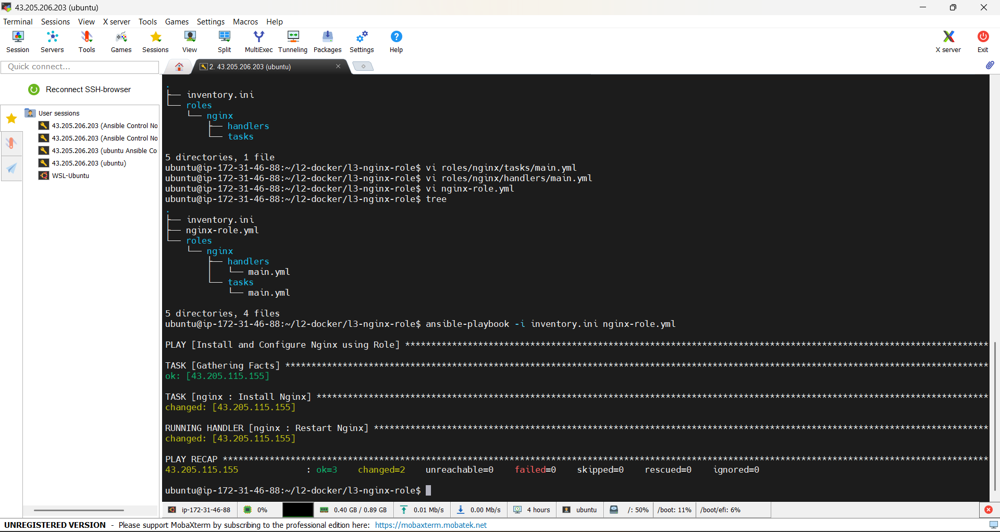 43.205.206.203 (ubuntu)
Terminal Sessions View X server Tools Games Settings Macros Help
Session Servers Tools Games Sessions View Split MultiExec Tunneling Packages Settings Help X server Exit
Quick connect...
2. 43.205.206.203 (ubuntu)
Reconnect SSH-browser
User sessions
43.205.206.203 (Ansible Control No
43.205.206.203 (Ansible Control No
43.205.206.203 (ubuntu Ansible Co
43.205.206.203 (ubuntu)
WSL-Ubuntu
.
├── inventory.ini
└── roles
    └── nginx
        ├── handlers
        └── tasks
5 directories, 1 file
ubuntu@ip-172-31-46-88:~/l2-docker/l3-nginx-role$ vi roles/nginx/tasks/main.yml
ubuntu@ip-172-31-46-88:~/l2-docker/l3-nginx-role$ vi roles/nginx/handlers/main.yml
ubuntu@ip-172-31-46-88:~/l2-docker/l3-nginx-role$ vi nginx-role.yml
ubuntu@ip-172-31-46-88:~/l2-docker/l3-nginx-role$ tree
.
├── inventory.ini
├── nginx-role.yml
└── roles
    └── nginx
        ├── handlers
        │   └── main.yml
        └── tasks
            └── main.yml
5 directories, 4 files
ubuntu@ip-172-31-46-88:~/l2-docker/l3-nginx-role$ ansible-playbook -i inventory.ini nginx-role.yml
PLAY [Install and Configure Nginx using Role] ****************************************************************************************************************
TASK [Gathering Facts] ***************************************************************************************************************************************
ok: [43.205.115.155]
TASK [nginx : Install Nginx] *********************************************************************************************************************************
changed: [43.205.115.155]
RUNNING HANDLER [nginx : Restart Nginx] **********************************************************************************************************************
changed: [43.205.115.155]
PLAY RECAP ***************************************************************************************************************************************************
43.205.115.155             : ok=3    changed=2    unreachable=0    failed=0    skipped=0    rescued=0    ignored=0
ubuntu@ip-172-31-46-88:~/l2-docker/l3-nginx-role$
ip-172-31-46-88 0% 0.40 GB / 0.89 GB 0.01 Mb/s 0.00 Mb/s 4 hours ubuntu /: 50% /boot: 11% /boot/efi: 6%
UNREGISTERED VERSION - Please support MobaXterm by subscribing to the professional edition here: https://mobaxterm.mobatek.net